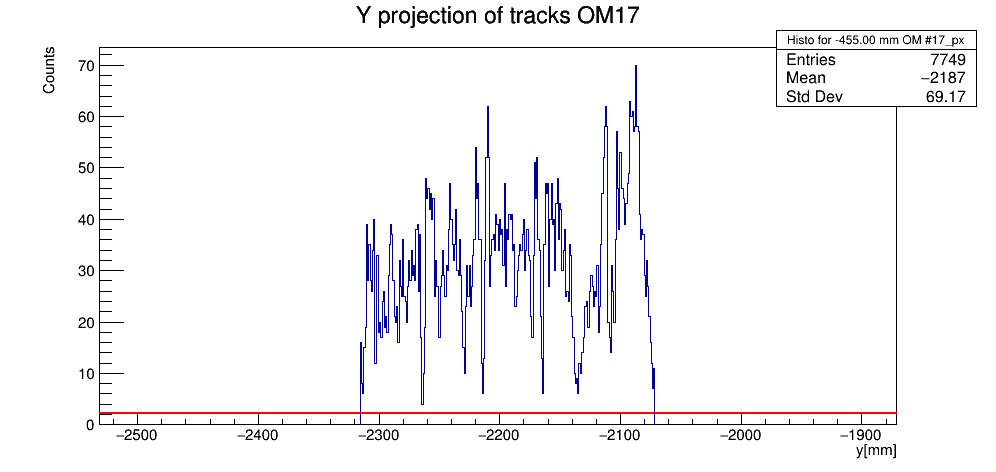 Y projection of tracks OM17
Histo for -455.00 mm OM #17_px
Entries 7749
Mean −2187
Std Dev 69.17
Counts
70
60
50
40
30
20
10
0
−2500 −2400 −2300 −2200 −2100 −2000 −1900
y[mm]